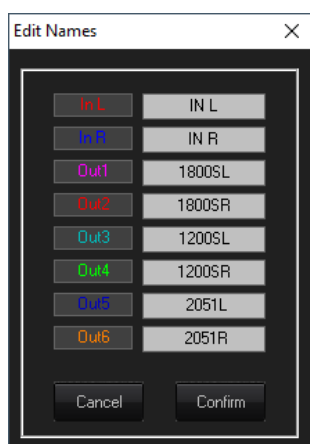 Edit Names
In L IN L
In R IN R
Out1 1800SL
Out2 1800SR
Out3 1200SL
Out4 1200SR
Out5 2051L
Out6 2051R
Cancel Confirm